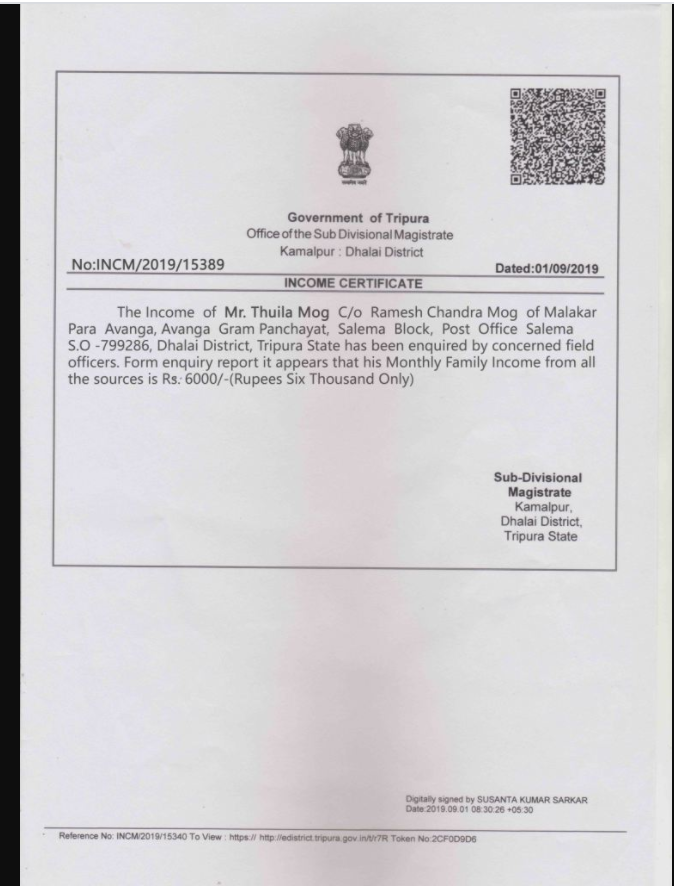 Government of Tripura
Office of the Sub Divisional Magistrate
Kamalpur : Dhalai District
No:INCM/2019/15389
Dated:01/09/2019
INCOME CERTIFICATE
The Income of Mr. Thuila Mog C/o Ramesh Chandra Mog of Malakar
Para Avanga, Avanga Gram Panchayat, Salema Block, Post Office Salema
S.O -799286, Dhalai District, Tripura State has been enquired by concerned field
officers. Form enquiry report it appears that his Monthly Family Income from all
the sources is Rs. 6000/-(Rupees Six Thousand Only)
Sub-Divisional
Magistrate
Kamalpur,
Dhalai District,
Tripura State
Digitally signed by SUSANTA KUMAR SARKAR
Date:2019.09.01 08:30:26 +05:30
Reference No: INCM/2019/15340 To View : https:// http://edistrict.tripura.gov.in/t/r7R Token No:2CF0D9D6